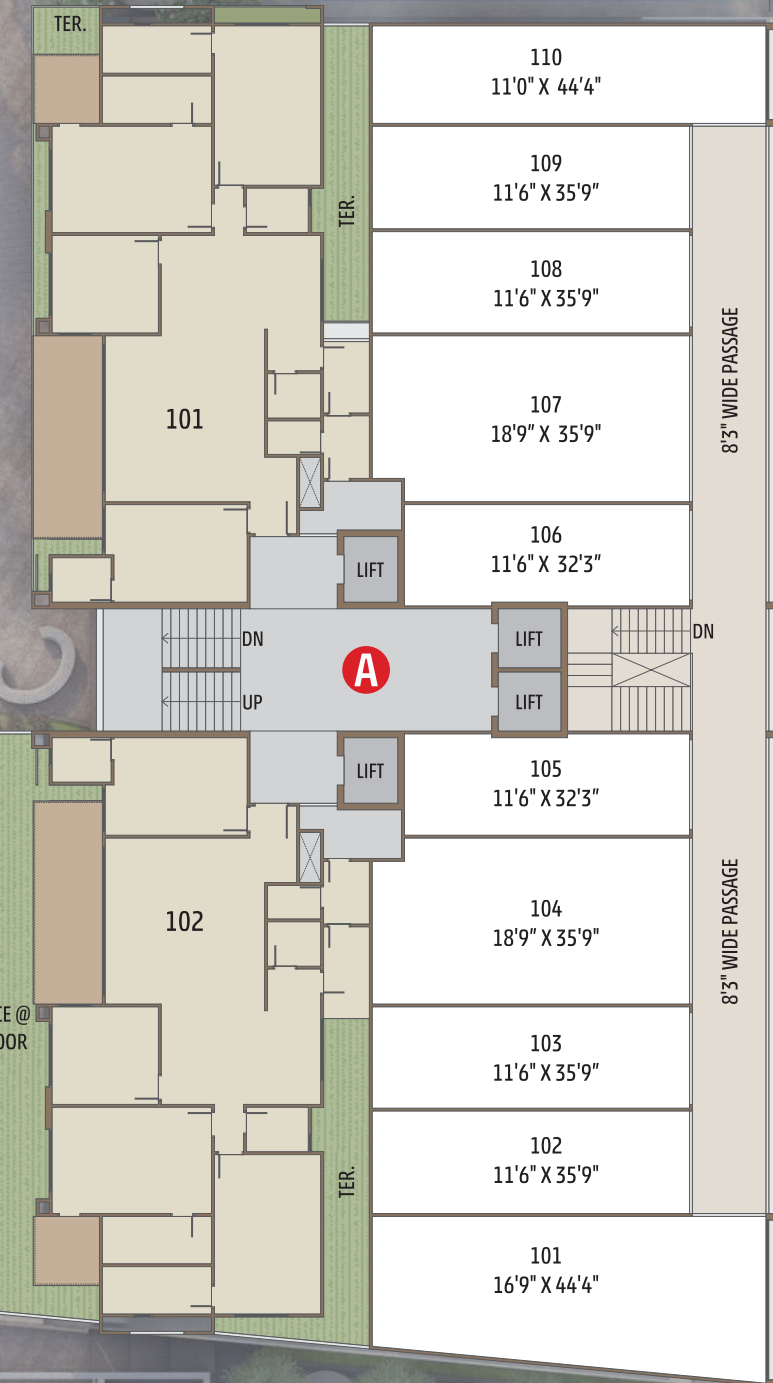 TER.
110
11'0" X 44'4"
109
11'6" X 35'9"
TER.
108
11'6" X 35'9"
8'3" WIDE PASSAGE
101
107
18'9" X 35'9"
106
11'6" X 32'3"
LIFT
DN
LIFT
DN
A
UP
LIFT
LIFT
105
11'6" X 32'3"
102
104
18'9" X 35'9"
8'3" WIDE PASSAGE
CE @
OOR
103
11'6" X 35'9"
102
11'6" X 35'9"
TER.
101
16'9" X 44'4"